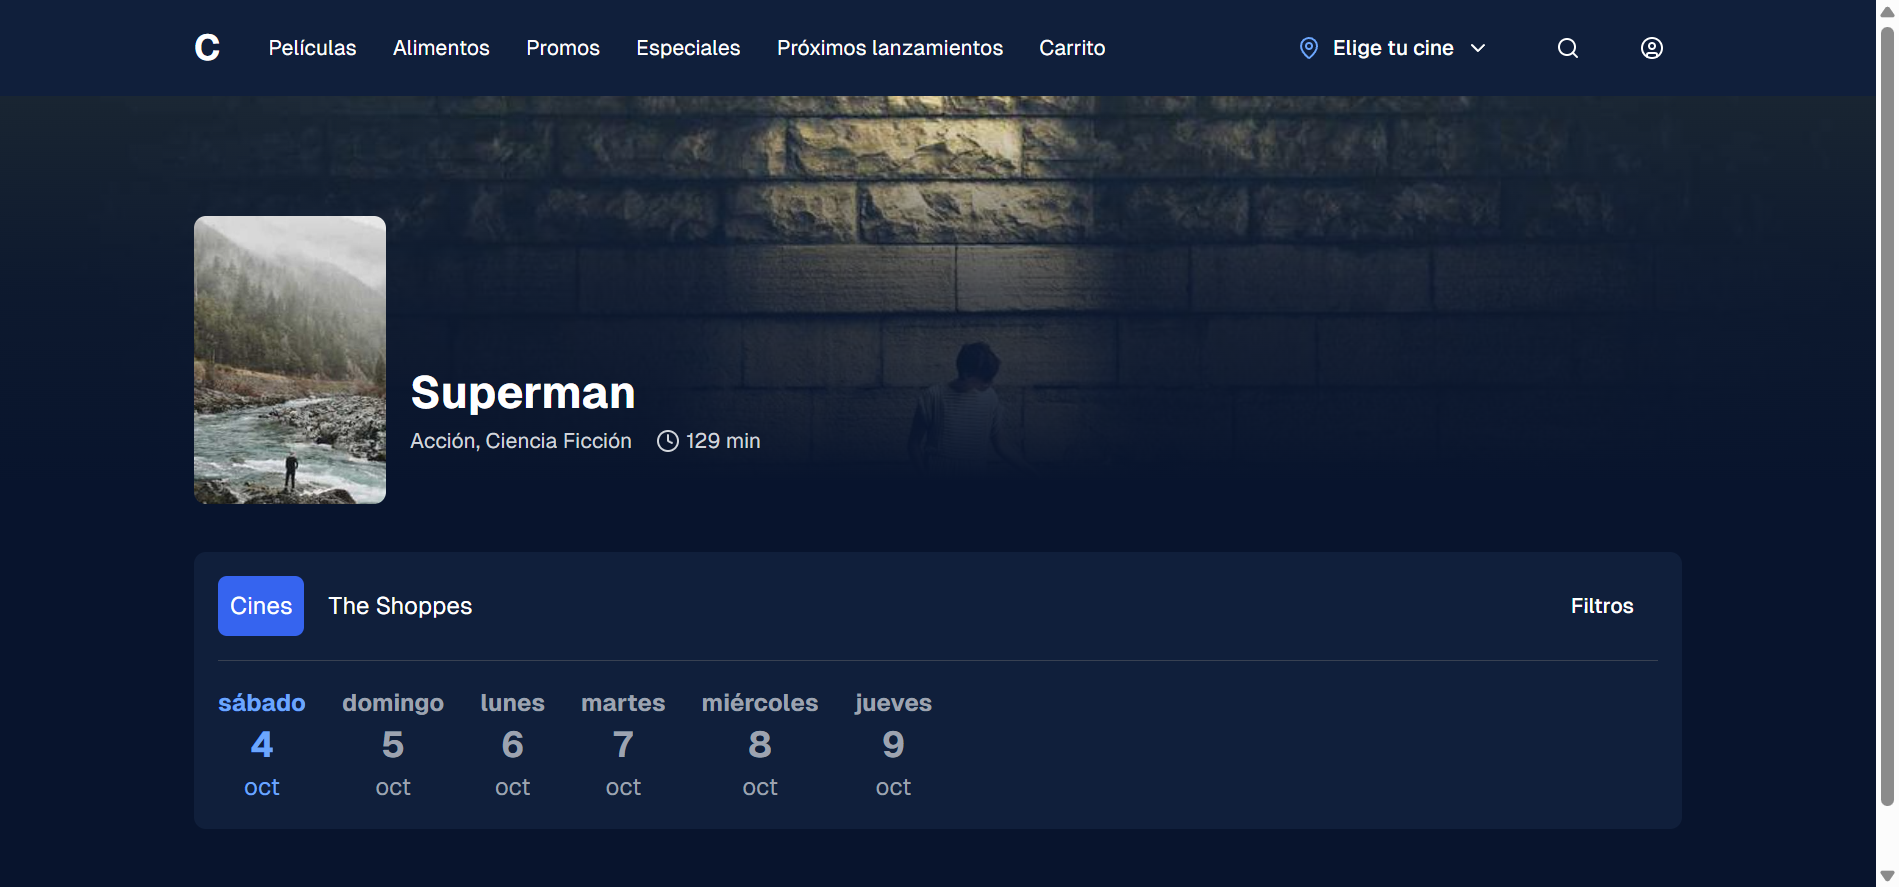 C Películas Alimentos Promos Especiales Próximos lanzamientos Carrito Elige tu cine
Superman
Acción, Ciencia Ficción 129 min
Cines The Shoppes Filtros
sábado domingo lunes martes miércoles jueves
4 5 6 7 8 9
oct oct oct oct oct oct